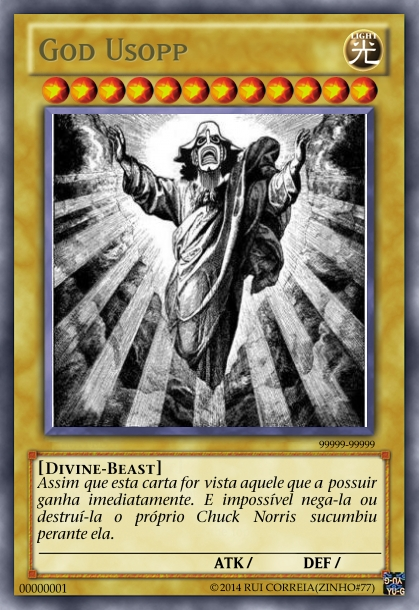 God Usopp
LIGHT
光
99999-99999
[Divine-Beast]
Assim que esta carta for vista aquele que a possuir
ganha imediatamente. E impossível nega-la ou
destruí-la o próprio Chuck Norris sucumbiu
perante ela.
ATK / DEF /
00000001 ©2014 RUI CORREIA(ZINHO#77)